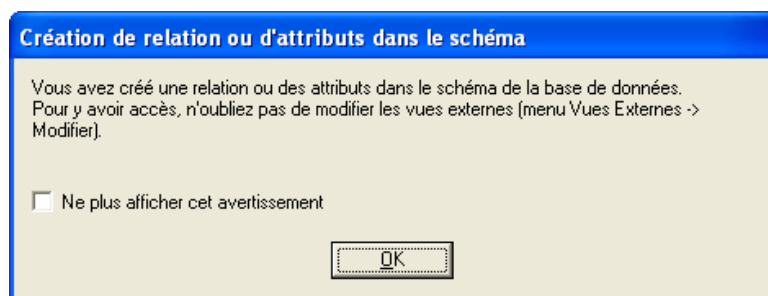 Création de relation ou d'attributs dans le schéma
Vous avez créé une relation ou des attributs dans le schéma de la base de données.
Pour y avoir accès, n'oubliez pas de modifier les vues externes (menu Vues Externes ->
Modifier).
Ne plus afficher cet avertissement
OK